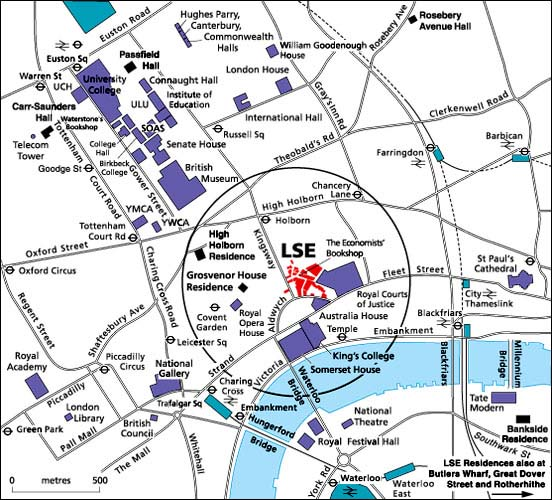 Hughes Parry,
Canterbury,
Commonwealth
Halls
Euston Road
Rosebery Ave
Rosebery
Avenue Hall
Euston Sq
Passfield
Hall
William Goodenough
House
Warren St
UCH
University
College
Connaught Hall
London House
Gray's Inn Rd
ULU
Institute of
Education
Carr-Saunders
Hall
Waterstone's
Bookshop
Clerkenwell Road
International Hall
SOAS
Russell Sq
Barbican
Telecom
Tower
College
Hall
Senate House
Theobald's Rd
Farringdon
Birkbeck
College
Goodge St
Tottenham
Court Road
Gower Street
British
Museum
Chancery
Lane
High Holborn
YMCA
YWCA
Holborn
Tottenham
Court Rd
Oxford Street
Oxford Circus
High
Holborn
Residence
Kingsway
LSE
The Economists'
Bookshop
St Paul's
Cathedral
Grosvenor House
Residence
Fleet Street
Charing Cross Road
Regent Street
Shaftesbury Ave
Aldwych
Royal Courts
of Justice
City
Thameslink
Covent
Garden
Royal
Opera
House
Australia House
Blackfriars
Temple
Embankment
Leicester Sq
Strand
King's College
Somerset House
Royal
Academy
Piccadilly
Circus
National
Gallery
Victoria
Waterloo
Bridge
Blackfriars
Bridge
Millennium
Bridge
Piccadilly
Charing
Cross
Trafalgar Sq
Tate
Modern
London
Library
Embankment
National
Theatre
Bankside
Residence
Green Park
Pall Mall
British
Council
Hungerford
Bridge
Royal Festival Hall
Southwark St
The Mall
Whitehall
York Rd
LSE Residences also at
Butlers Wharf, Great Dover
Street and Rotherhithe
Waterloo
Waterloo
East
0 metres 500